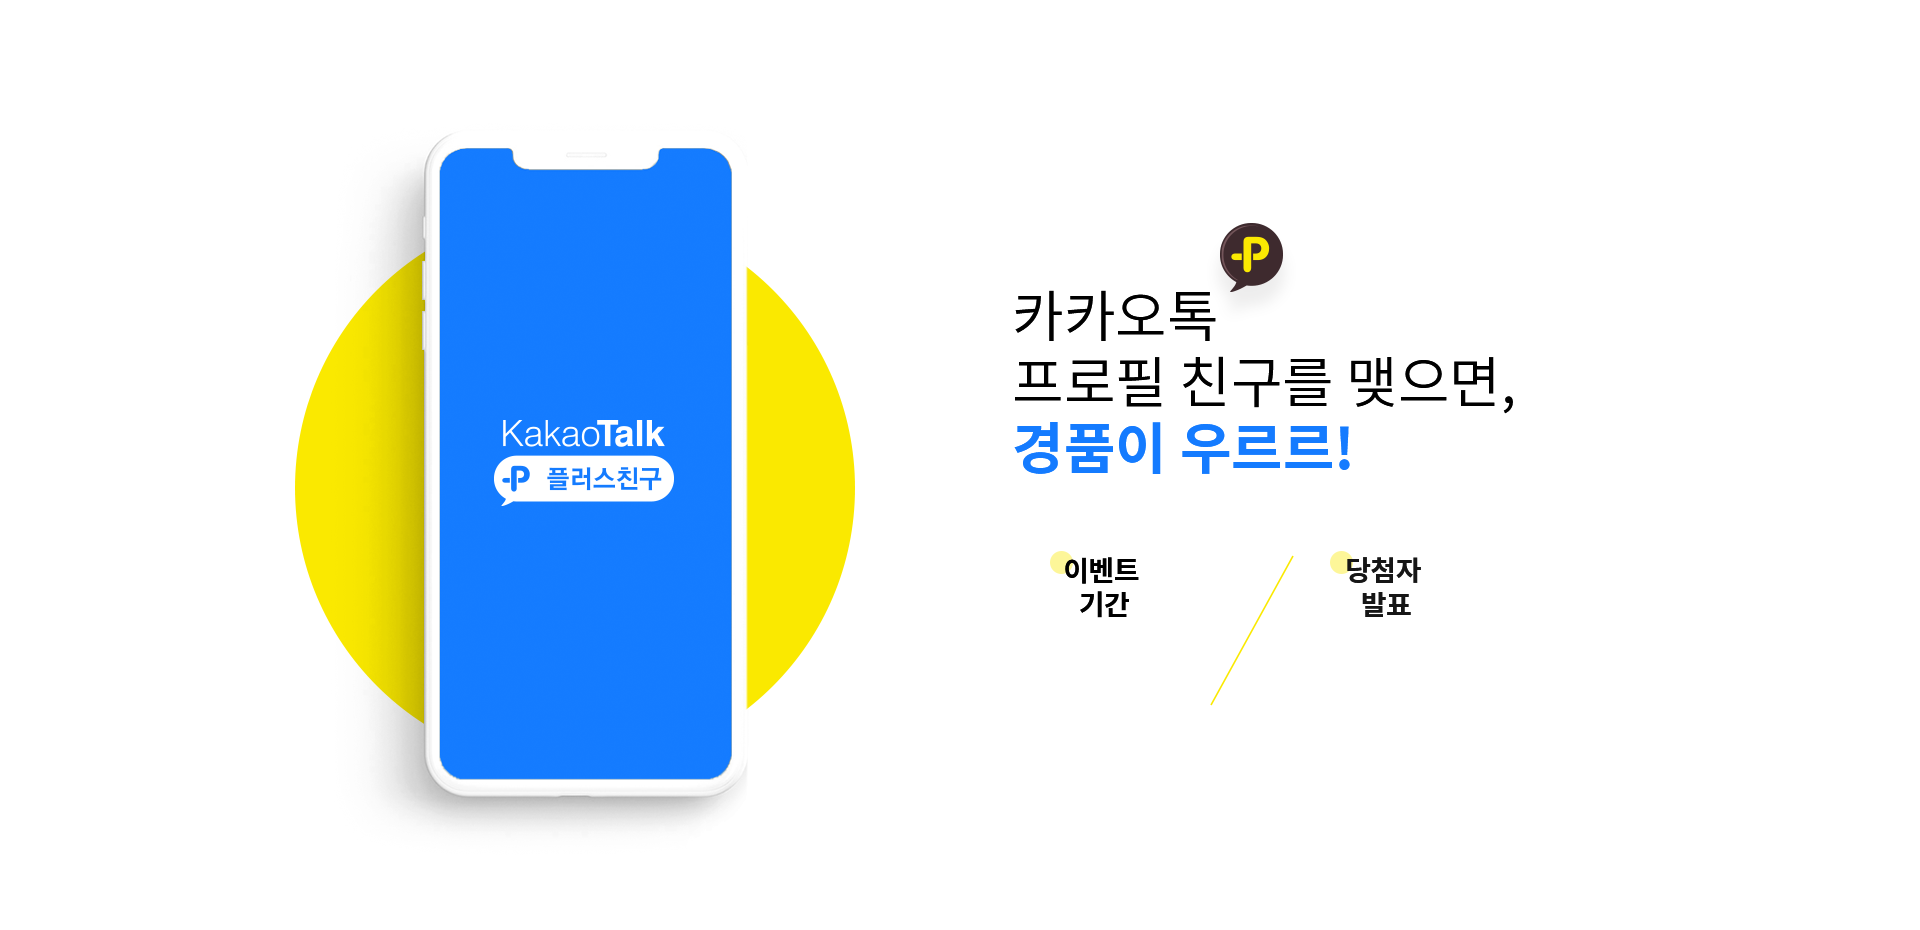 KakaoTalk
플러스친구
카카오톡
프로필 친구를 맺으면,
경품이 우르르!
이벤트
기간
당첨자
발표